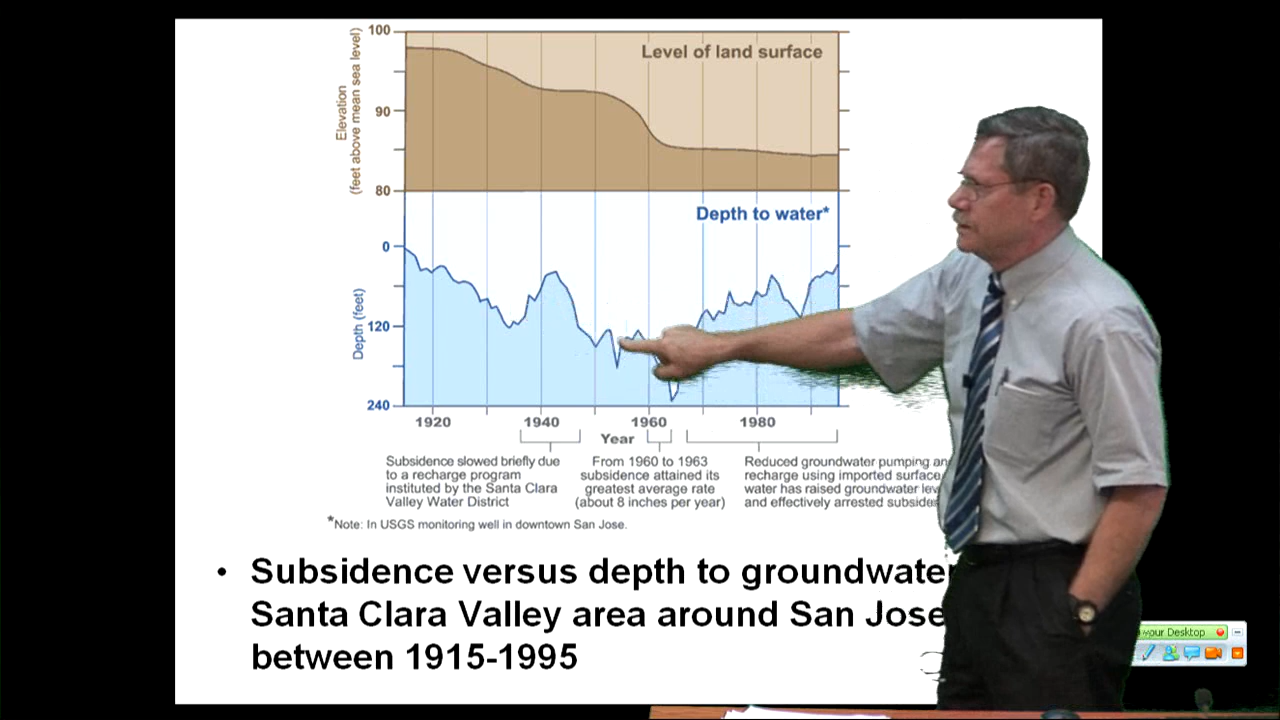 100
Level of land surface
Elevation
(feet above mean sea level)
90
80
Depth to water*
0
Depth (feet)
120
240
1920 1940 1960 1980
Year
Subsidence slowed briefly due
to a recharge program
instituted by the Santa Clara
Valley Water District
From 1960 to 1963
subsidence attained its
greatest average rate
(about 8 inches per year)
Reduced groundwater pumping
recharge using imported surface
water has raised groundwater
and effectively arrested
*Note: In USGS monitoring well in downtown San Jose.
• Subsidence versus depth to groundwater
Santa Clara Valley area around San Jose
between 1915-1995
your Desktop